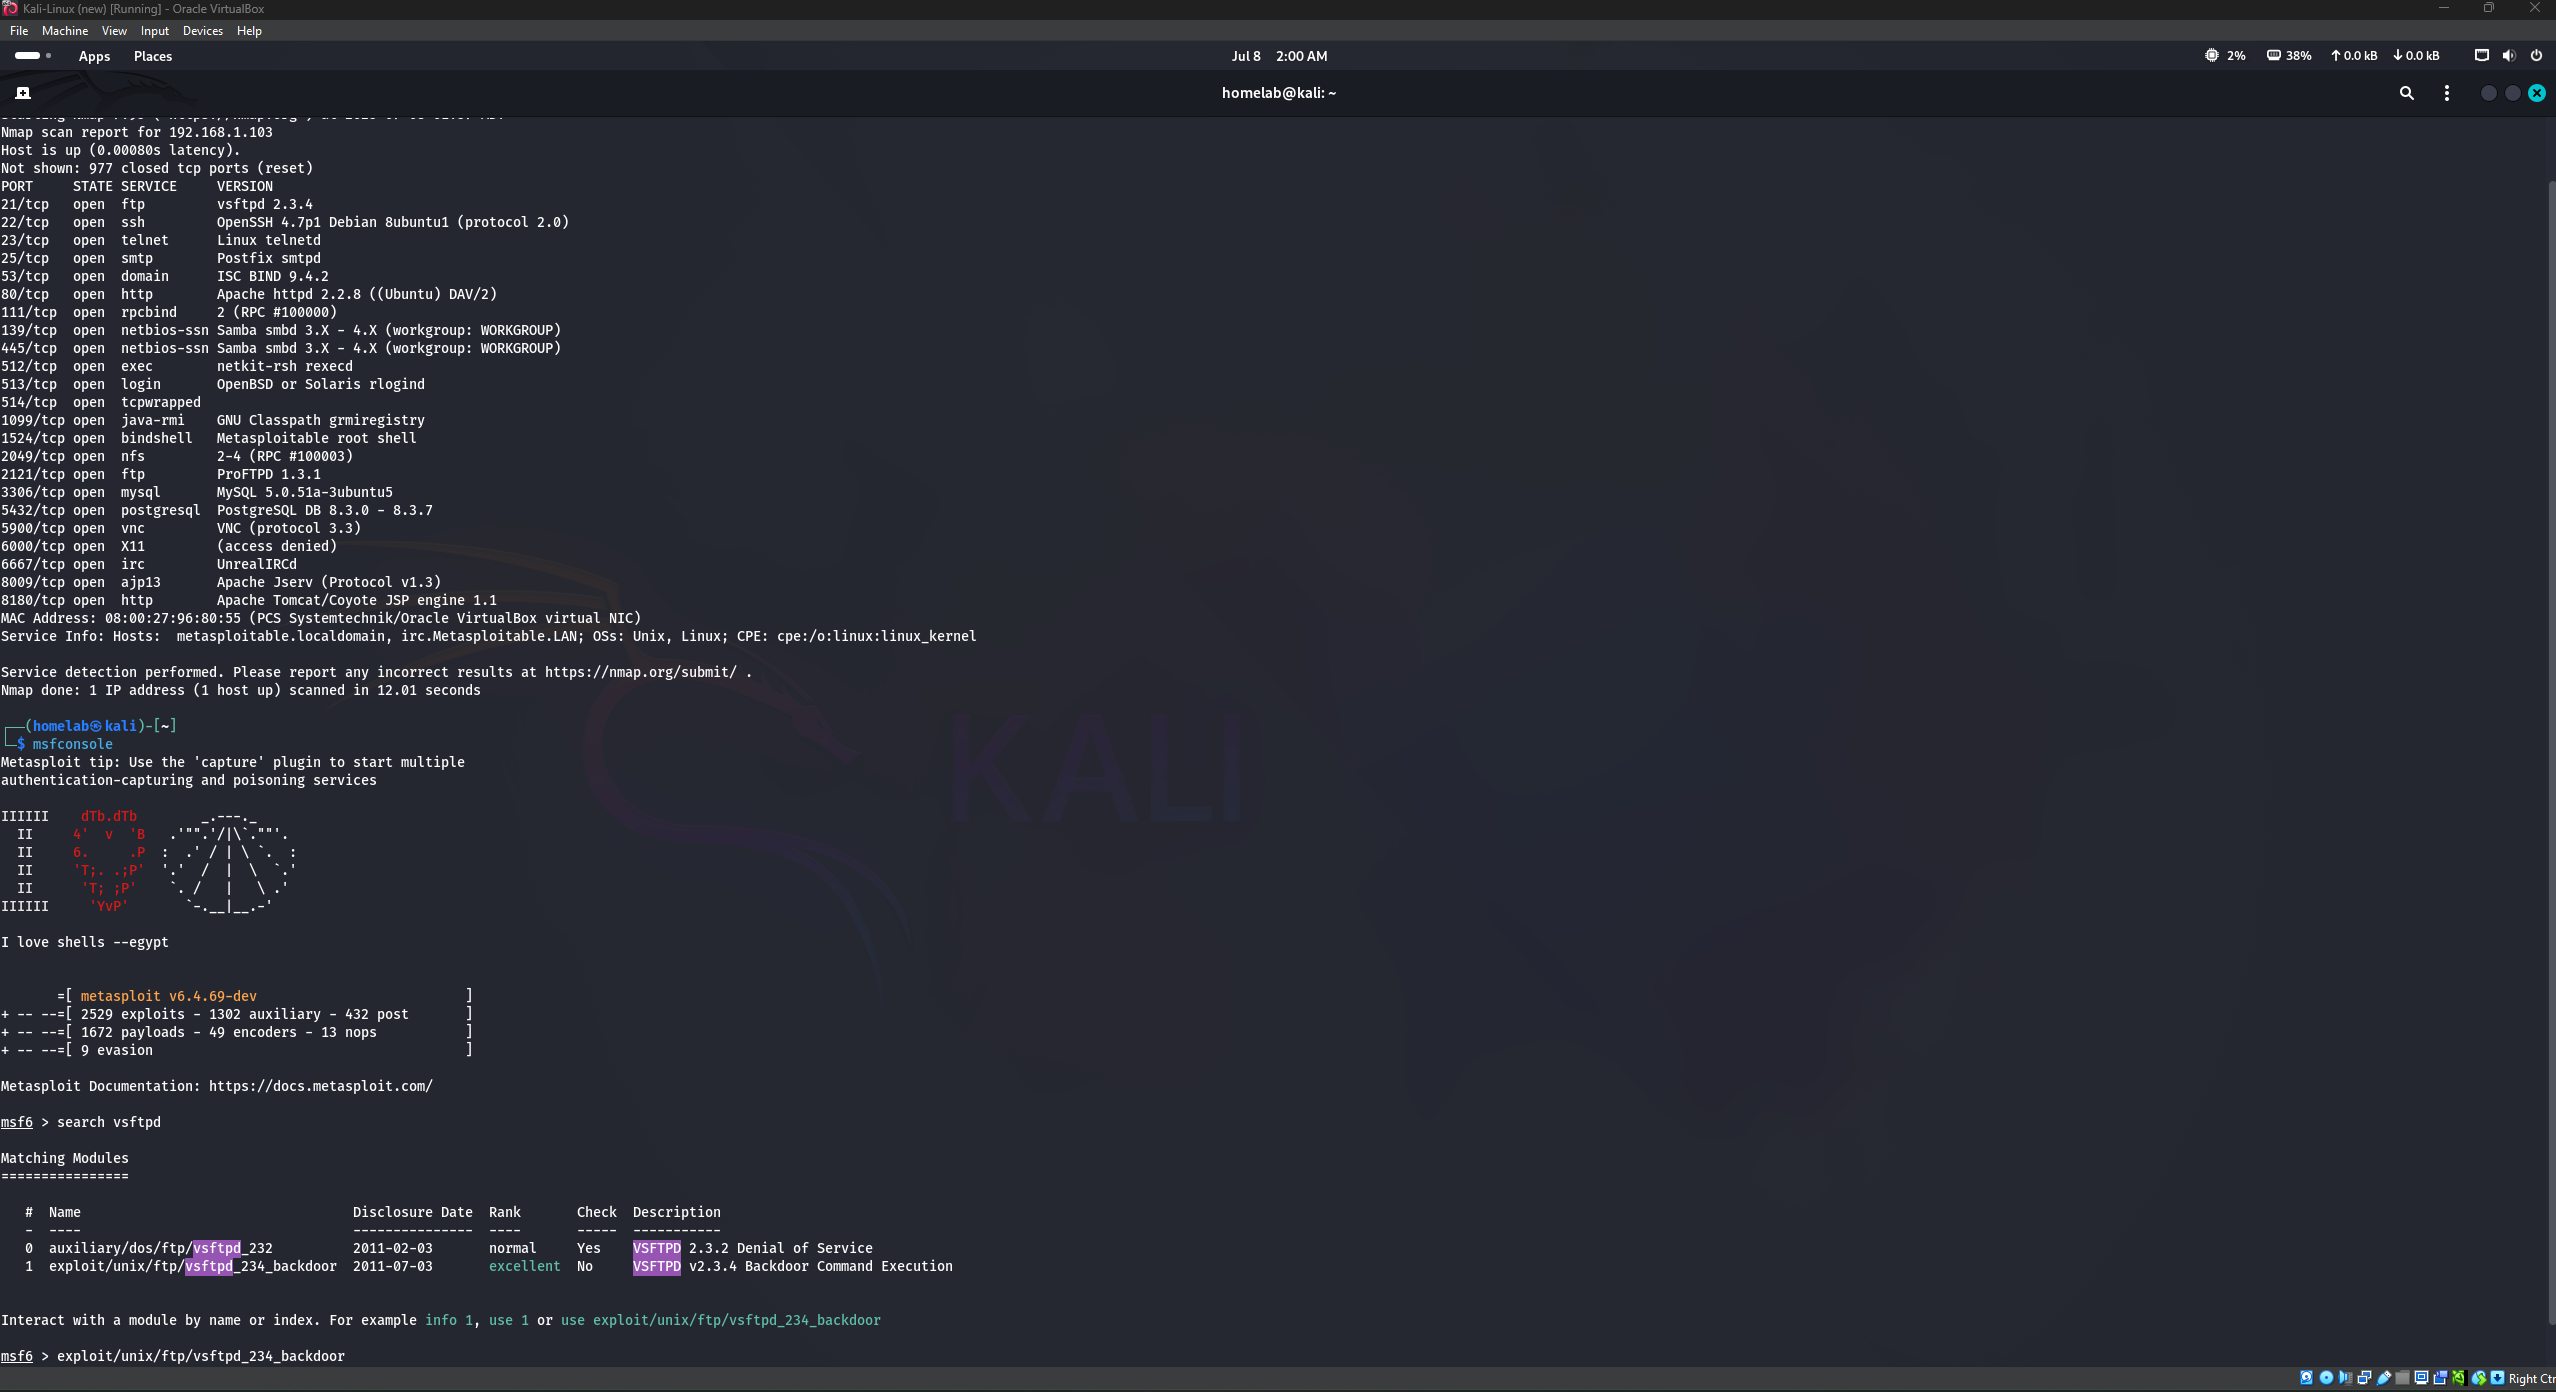 Kali-Linux (new) [Running] - Oracle VirtualBox
File Machine View Input Devices Help
Apps Places Jul 8 2:00 AM 2% 38% ↑0.0 kB ↓0.0 kB
homelab@kali: ~
Nmap scan report for 192.168.1.103
Host is up (0.00080s latency).
Not shown: 977 closed tcp ports (reset)
PORT     STATE SERVICE     VERSION
21/tcp   open  ftp         vsftpd 2.3.4
22/tcp   open  ssh         OpenSSH 4.7p1 Debian 8ubuntu1 (protocol 2.0)
23/tcp   open  telnet      Linux telnetd
25/tcp   open  smtp        Postfix smtpd
53/tcp   open  domain      ISC BIND 9.4.2
80/tcp   open  http        Apache httpd 2.2.8 ((Ubuntu) DAV/2)
111/tcp  open  rpcbind     2 (RPC #100000)
139/tcp  open  netbios-ssn Samba smbd 3.X - 4.X (workgroup: WORKGROUP)
445/tcp  open  netbios-ssn Samba smbd 3.X - 4.X (workgroup: WORKGROUP)
512/tcp  open  exec        netkit-rsh rexecd
513/tcp  open  login       OpenBSD or Solaris rlogind
514/tcp  open  tcpwrapped
1099/tcp open  java-rmi    GNU Classpath grmiregistry
1524/tcp open  bindshell   Metasploitable root shell
2049/tcp open  nfs         2-4 (RPC #100003)
2121/tcp open  ftp         ProFTPD 1.3.1
3306/tcp open  mysql       MySQL 5.0.51a-3ubuntu5
5432/tcp open  postgresql  PostgreSQL DB 8.3.0 - 8.3.7
5900/tcp open  vnc         VNC (protocol 3.3)
6000/tcp open  X11         (access denied)
6667/tcp open  irc         UnrealIRCd
8009/tcp open  ajp13       Apache Jserv (Protocol v1.3)
8180/tcp open  http        Apache Tomcat/Coyote JSP engine 1.1
MAC Address: 08:00:27:96:80:55 (PCS Systemtechnik/Oracle VirtualBox virtual NIC)
Service Info: Hosts:  metasploitable.localdomain, irc.Metasploitable.LAN; OSs: Unix, Linux; CPE: cpe:/o:linux:linux_kernel
Service detection performed. Please report any incorrect results at https://nmap.org/submit/ .
Nmap done: 1 IP address (1 host up) scanned in 12.01 seconds
┌──(homelab㉿kali)-[~]
└─$ msfconsole
Metasploit tip: Use the 'capture' plugin to start multiple
authentication-capturing and poisoning services
IIIIII    dTb.dTb        _.---._
  II     4'  v  'B   .'"".'/|\`.""'.
  II     6.     .P  :  .' / | \ `.  :
  II     'T;. .;P'  '.'  /  |  \  `.'
  II      'T; ;P'    `. /   |   \ .'
IIIIII     'YvP'       `-.__|__.-'
I love shells --egypt
       =[ metasploit v6.4.69-dev                          ]
+ -- --=[ 2529 exploits - 1302 auxiliary - 432 post       ]
+ -- --=[ 1672 payloads - 49 encoders - 13 nops           ]
+ -- --=[ 9 evasion                                       ]
Metasploit Documentation: https://docs.metasploit.com/
msf6 > search vsftpd
Matching Modules
================
   #  Name                                  Disclosure Date  Rank       Check  Description
   -  ----                                  ---------------  ----       -----  -----------
   0  auxiliary/dos/ftp/vsftpd_232          2011-02-03       normal     Yes    VSFTPD 2.3.2 Denial of Service
   1  exploit/unix/ftp/vsftpd_234_backdoor  2011-07-03       excellent  No     VSFTPD v2.3.4 Backdoor Command Execution
Interact with a module by name or index. For example info 1, use 1 or use exploit/unix/ftp/vsftpd_234_backdoor
msf6 > exploit/unix/ftp/vsftpd_234_backdoor
KALI
Right